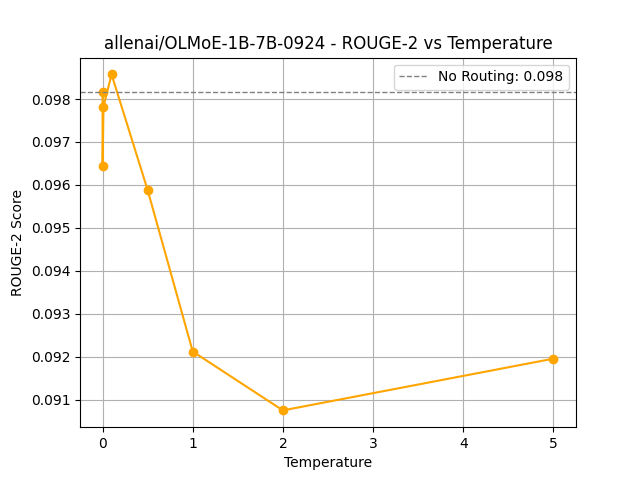 allenai/OLMoE-1B-7B-0924 - ROUGE-2 vs Temperature
No Routing: 0.098
ROUGE-2 Score
0.098
0.097
0.096
0.095
0.094
0.093
0.092
0.091
0 1 2 3 4 5
Temperature